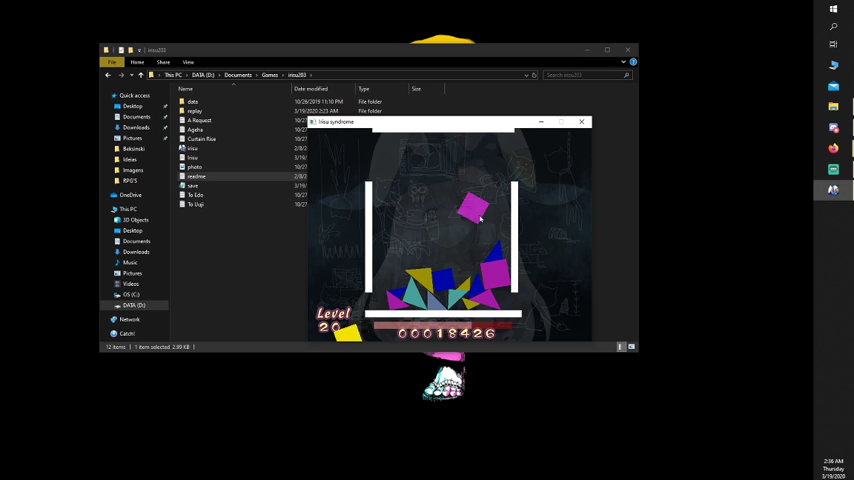 irisu203
File
Home
Share
View
This PC
DATA (D:)
Documents
Games
irisu203
Search irisu203
Name
Date modified
Type
Size
Quick access
Desktop
Documents
Downloads
Pictures
Beksinski
Ideias
Imagens
RPG'S
OneDrive
This PC
3D Objects
Desktop
Documents
Downloads
Music
Pictures
Videos
OS (C:)
DATA (D:)
Network
Catch!
data 10/26/2019 11:10 PM File folder
replay 3/19/2020 2:23 AM File folder
A Request
Ageha
Curtain Rice
irisu
Irisu
photo
readme
save
To Edo
To Uuji
12 items
1 item selected 2.99 KB
Irisu syndrome
Level
20
00018426
2:36 AM
Thursday
3/19/2020